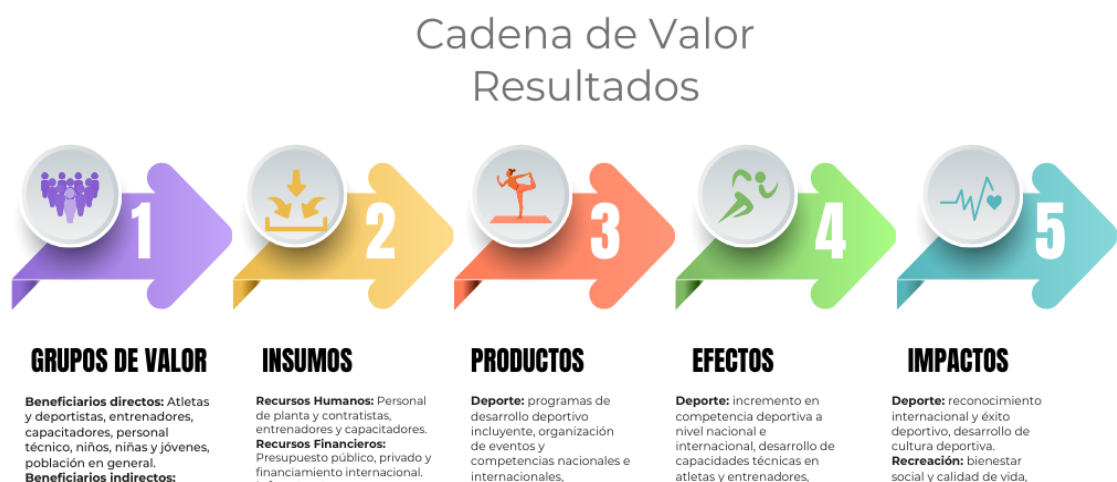 Cadena de Valor
Resultados
1
2
3
4
5
GRUPOS DE VALOR
Beneficiarios directos: Atletas
y deportistas, entrenadores,
capacitadores, personal
técnico, niños, niñas y jóvenes,
población en general.
Beneficiarios indirectos:
INSUMOS
Recursos Humanos: Personal
de planta y contratistas,
entrenadores y capacitadores.
Recursos Financieros:
Presupuesto público, privado y
financiamiento internacional.
PRODUCTOS
Deporte: programas de
desarrollo deportivo
incluyente, organización
de eventos y
competencias nacionales e
internacionales,
EFECTOS
Deporte: incremento en
competencia deportiva a
nivel nacional e
internacional, desarrollo de
capacidades técnicas en
atletas y entrenadores,
IMPACTOS
Deporte: reconocimiento
internacional y éxito
deportivo, desarrollo de
cultura deportiva.
Recreación: bienestar
social y calidad de vida,